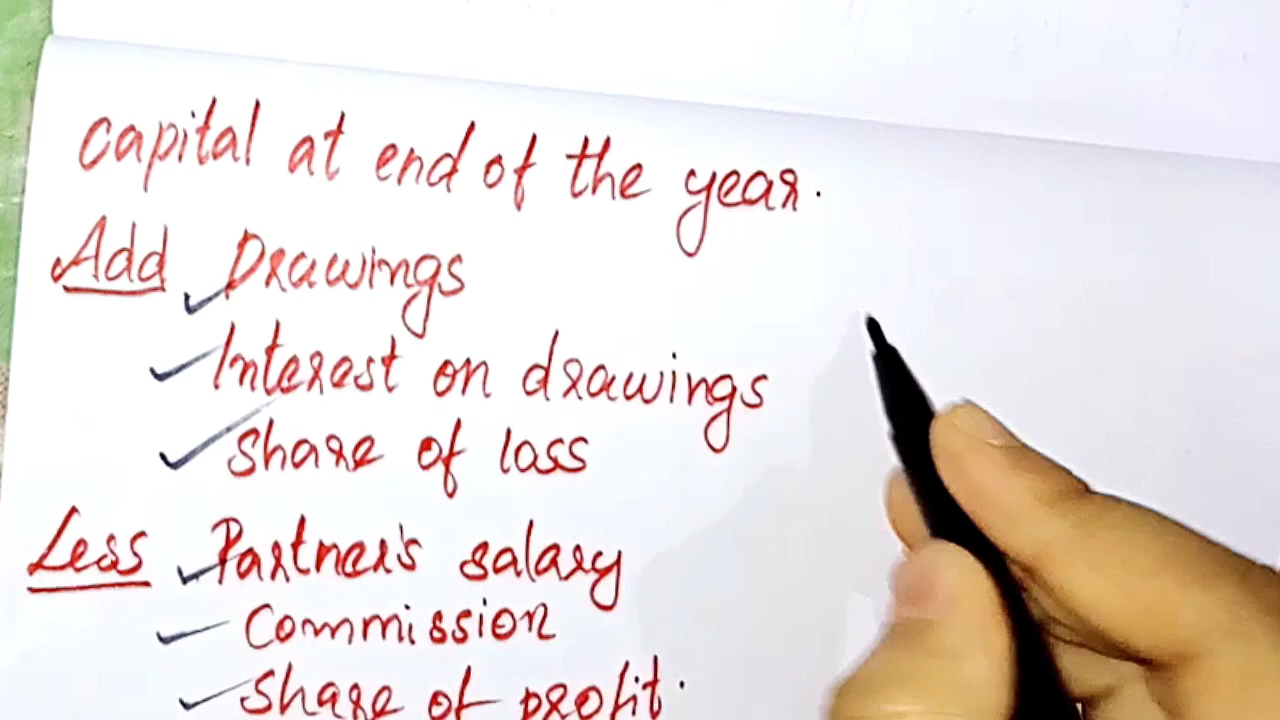 Capital at end of the year.
Add Drawings
Interest on drawings
Share of loss
Less Partner's salary
Commission
Share of profit.